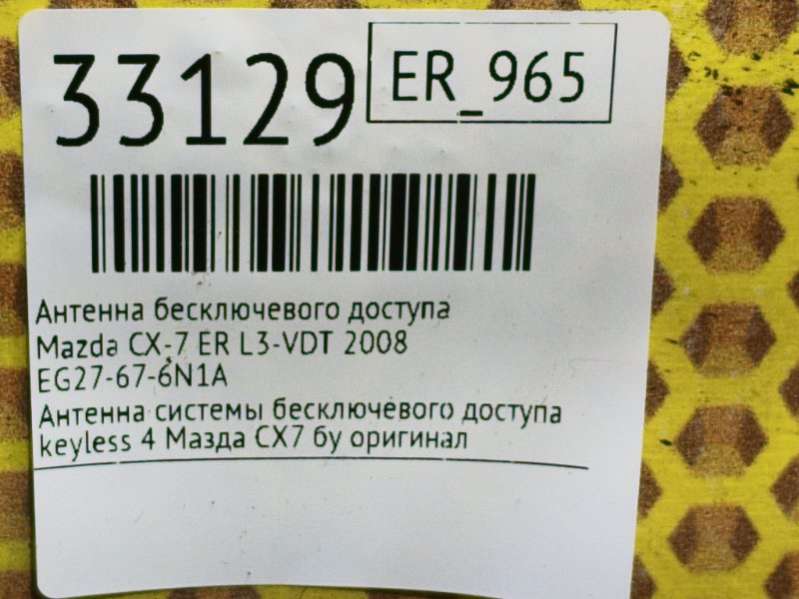 33129
ER_965
Антенна бесключевого доступа
Mazda CX-7 ER L3-VDT 2008
EG27-67-6N1A
Антенна системы бесключевого доступа
keyless 4 Мазда СХ7 бу оригинал